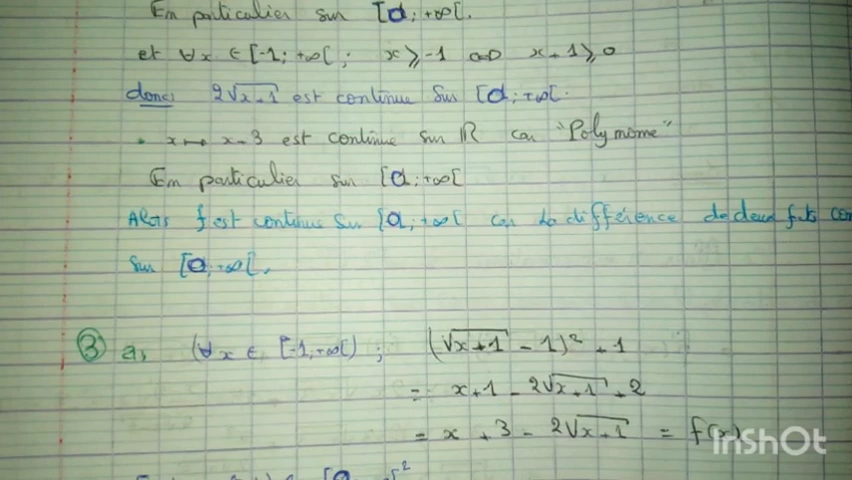 En particulier sur [a; +∞[.
et ∀x ∈ [-1; +∞[ ; x ≥ -1 ⇔ x+1 ≥ 0
donc 2√x+1 est continue sur [a; +∞[.
• x ↦ x-3 est continue sur ℝ car "Polynôme"
En particulier sur [a; +∞[
Alors f est continue sur [a; +∞[ car la différence de deux fcts con
sur [a; +∞[.
③ a, (∀x ∈ [-1; +∞[) ; (√x+1 - 1)² + 1
= x+1 - 2√x+1 + 2
= x + 3 - 2√x+1 = f(x)
InShOt